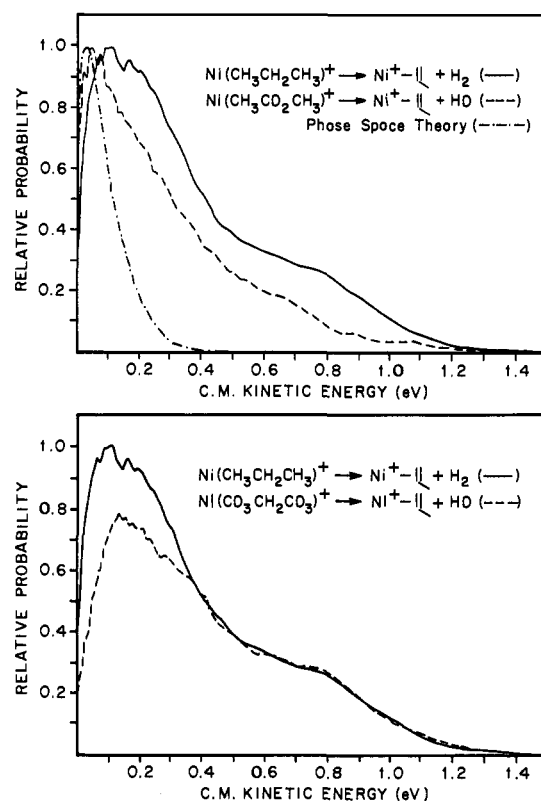 Ni(CH₃CH₂CH₃)⁺ → Ni⁺– + H₂ (——)
Ni(CH₃CD₂CH₃)⁺ → Ni⁺– + HD (----)
Phase Space Theory (–·–·–)
RELATIVE PROBABILITY
1.0
0.8
0.6
0.4
0.2
0.2 0.4 0.6 0.8 1.0 1.2 1.4
C.M. KINETIC ENERGY (eV)
Ni(CH₃CH₂CH₃)⁺ → Ni⁺– + H₂ (——)
Ni(CD₃CH₂CD₃)⁺ → Ni⁺– + HD (----)
RELATIVE PROBABILITY
1.0
0.8
0.6
0.4
0.2
0.2 0.4 0.6 0.8 1.0 1.2 1.4
C.M. KINETIC ENERGY (eV)